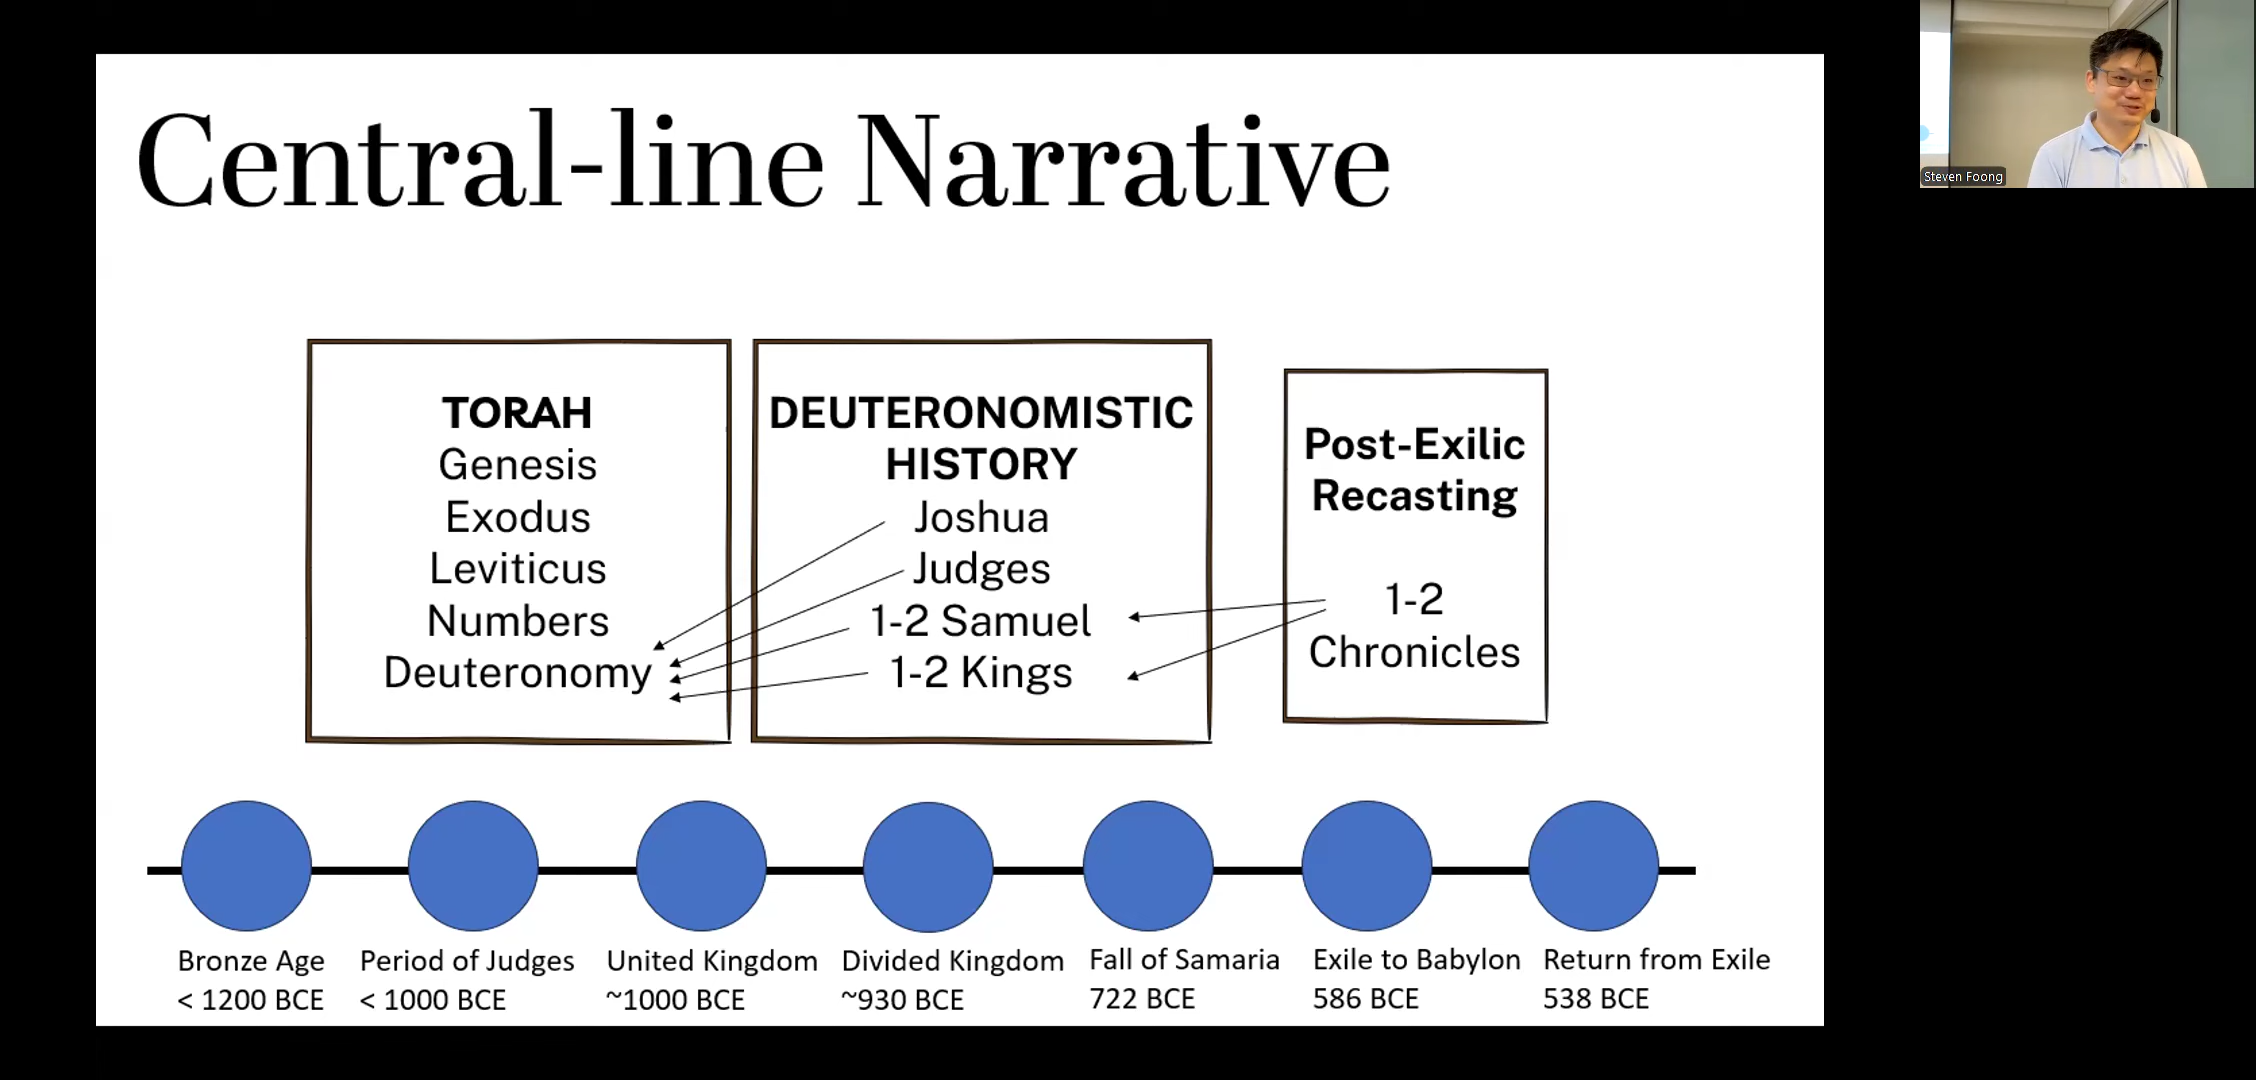 Central-line Narrative
TORAH
Genesis
Exodus
Leviticus
Numbers
Deuteronomy
DEUTERONOMISTIC
HISTORY
Joshua
Judges
1-2 Samuel
1-2 Kings
Post-Exilic
Recasting
1-2
Chronicles
Bronze Age
< 1200 BCE
Period of Judges
< 1000 BCE
United Kingdom
~1000 BCE
Divided Kingdom
~930 BCE
Fall of Samaria
722 BCE
Exile to Babylon
586 BCE
Return from Exile
538 BCE
Steven Foong